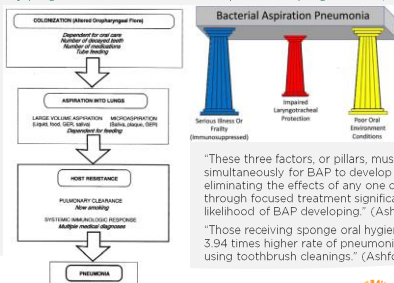 COLONIZATION (Altered Oropharyngeal Flora)
Dependent for oral care
Number of decayed teeth
Number of medications
Tube feeding
ASPIRATION INTO LUNGS
LARGE VOLUME ASPIRATION
(Liquid, food, GER, saliva)
MICROASPIRATION
(Saliva, plaque, GER)
Dependent for feeding
HOST RESISTANCE
PULMONARY CLEARANCE
Now smoking
SYSTEMIC IMMUNOLOGIC RESPONSE
Multiple medical diagnoses
PNEUMONIA
Bacterial Aspiration Pneumonia
Serious Illness Or
Frailty
(immunosuppressed)
Impaired
Laryngotracheal
Protection
Poor Oral
Environment
Conditions
"These three factors, or pillars, mus
simultaneously for BAP to develop
eliminating the effects of any one o
through focused treatment significa
likelihood of BAP developing." (Ash
"Those receiving sponge oral hygien
3.94 times higher rate of pneumoni
using toothbrush cleanings." (Ashfo